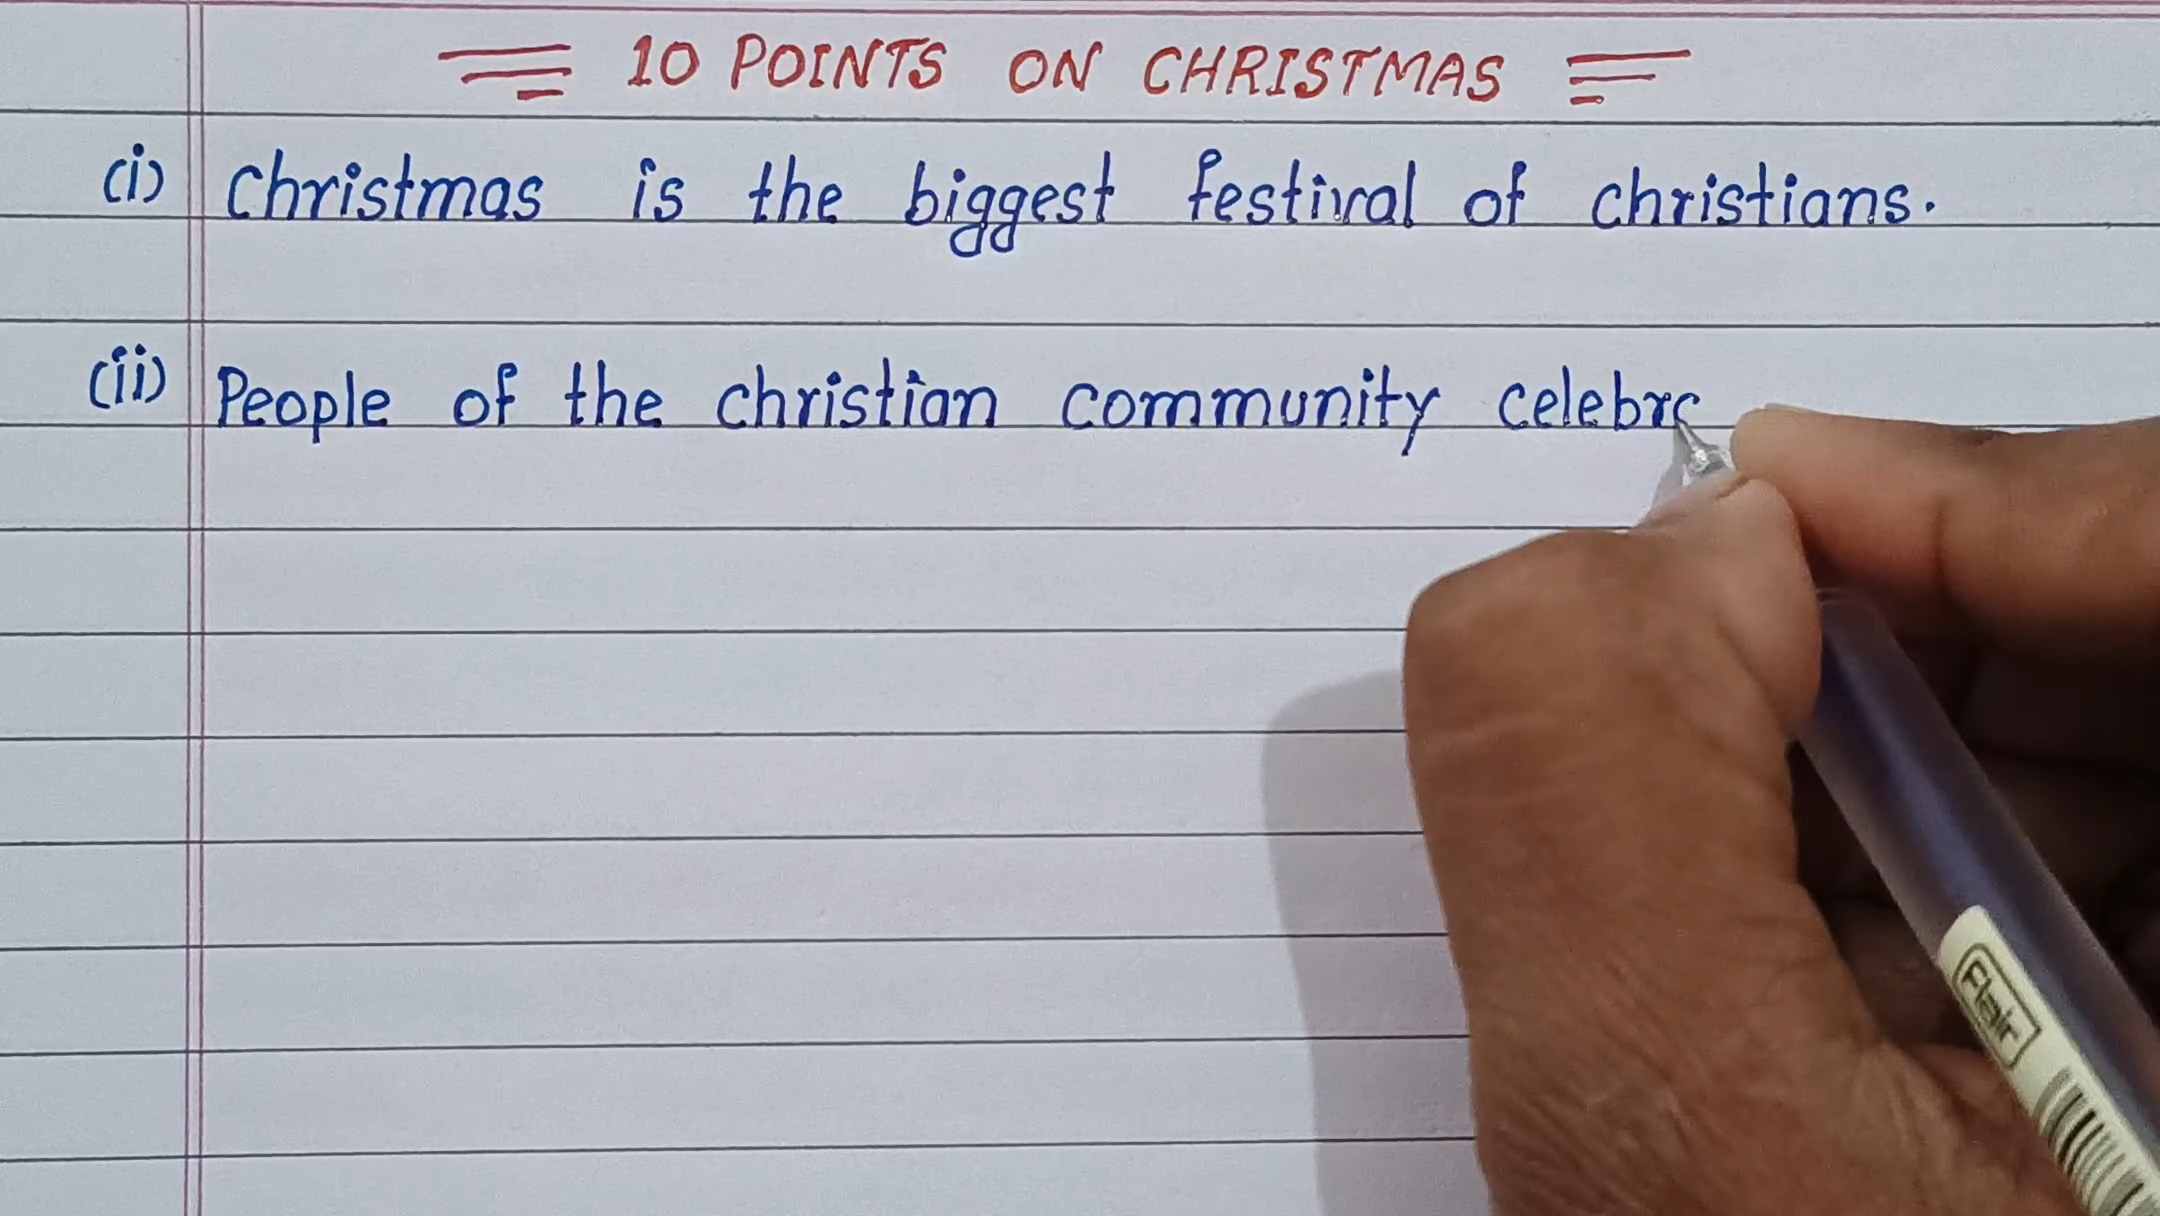 10 POINTS ON CHRISTMAS
(i) Christmas is the biggest festival of christians.
(ii) People of the christian community celebra
Flair